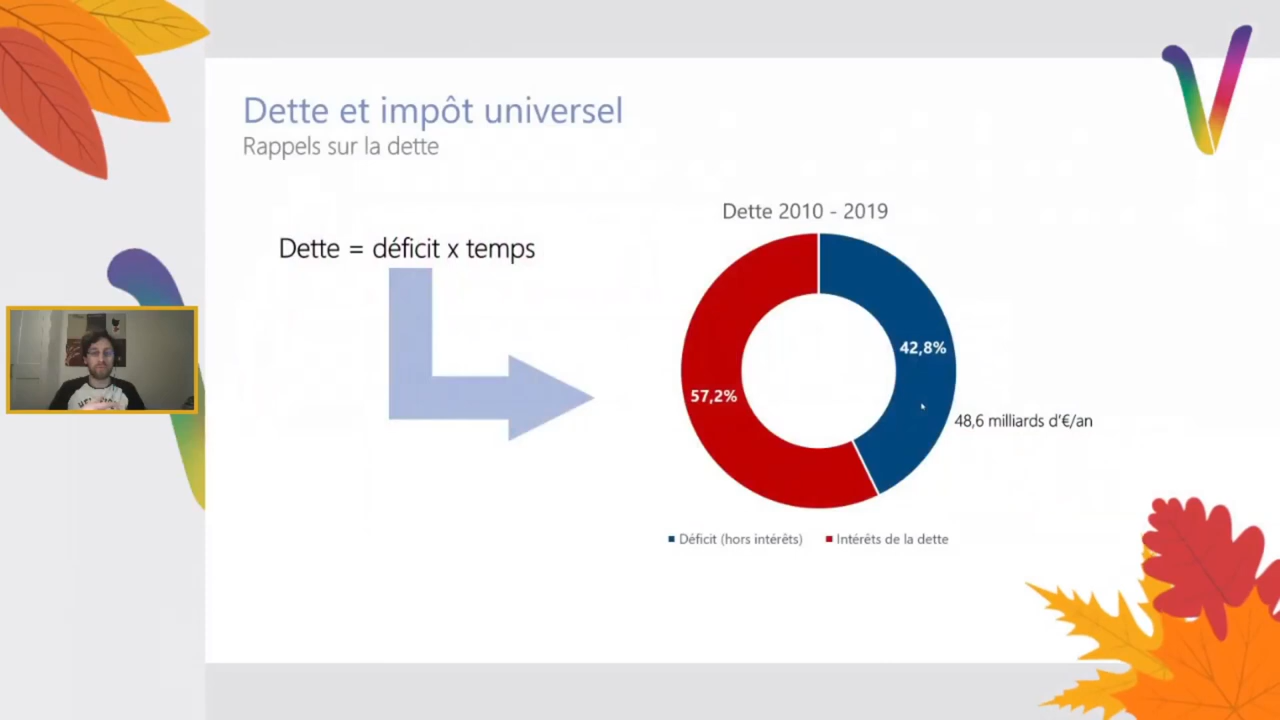 Dette et impôt universel
Rappels sur la dette
Dette = déficit x temps
Dette 2010 - 2019
42,8%
57,2%
48,6 milliards d'€/an
Déficit (hors intérêts)
Intérêts de la dette